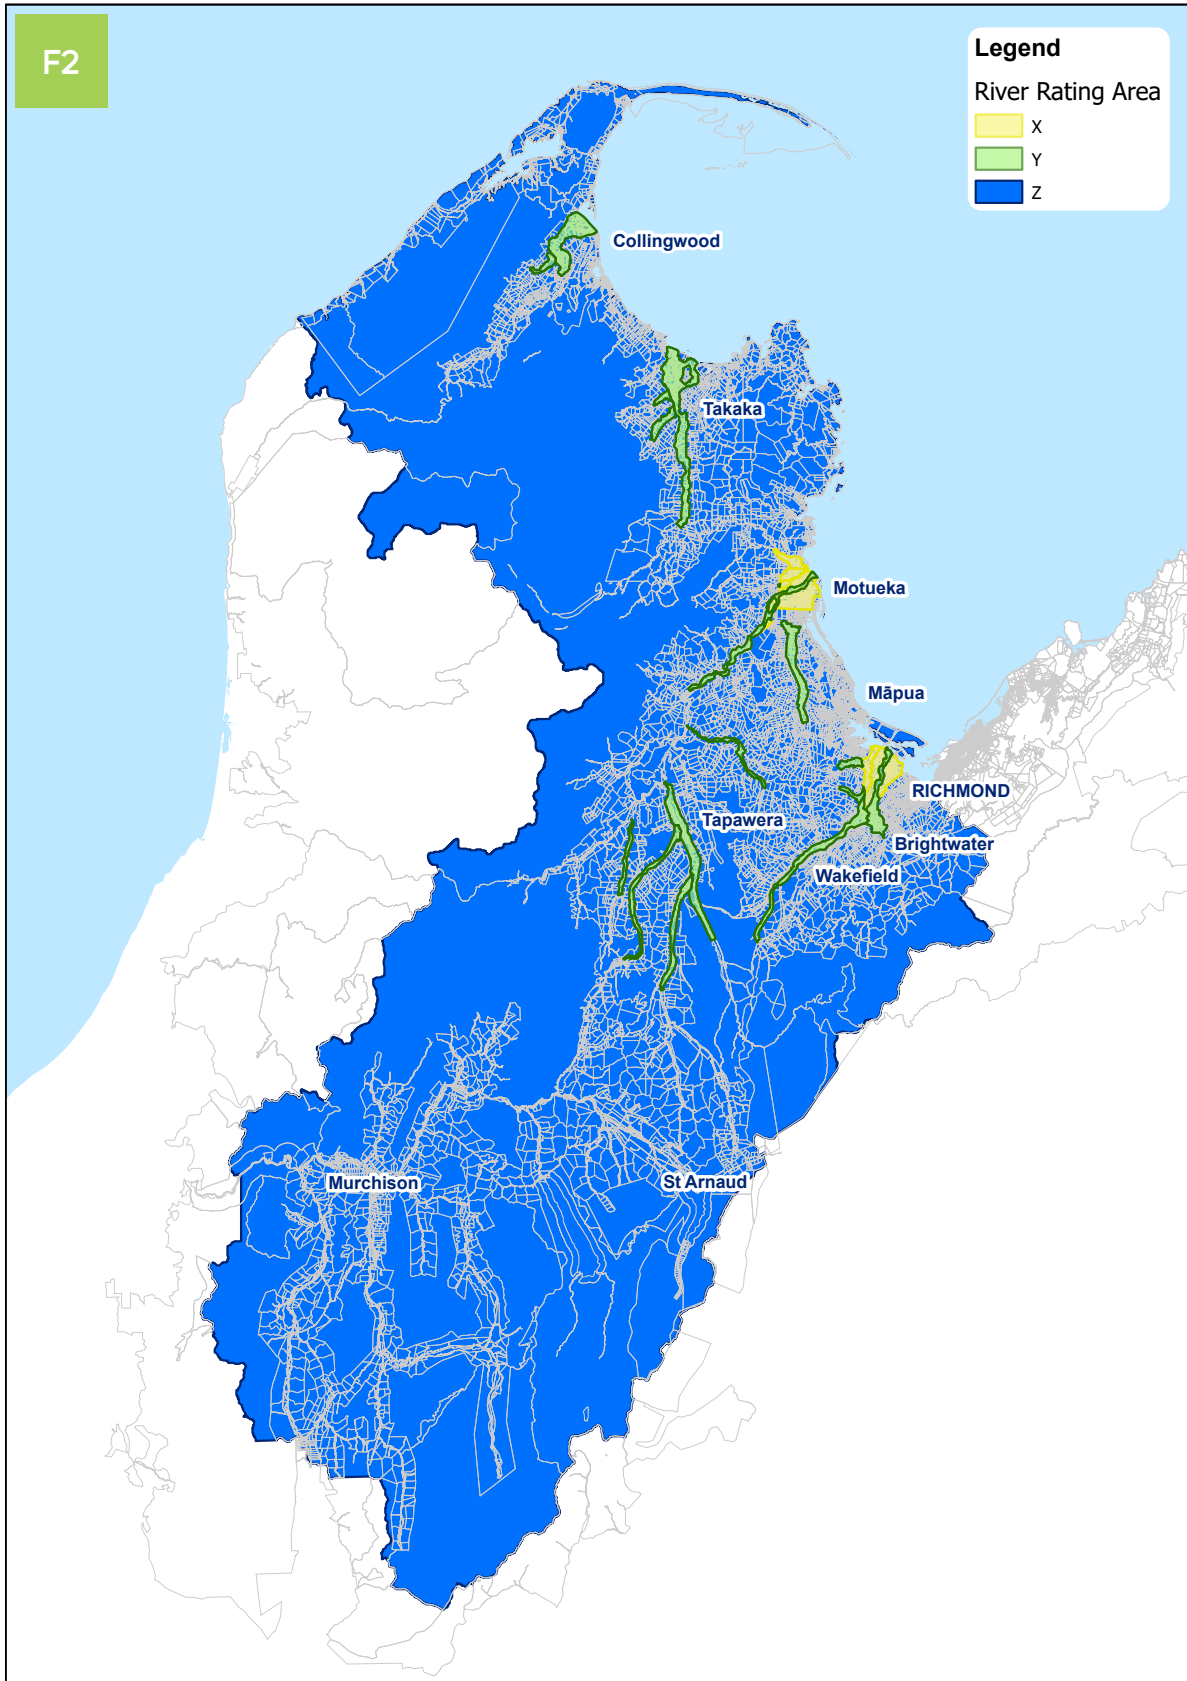 F2
Legend
River Rating Area
X
Y
Z
Collingwood
Takaka
Motueka
Māpua
RICHMOND
Tapawera
Brightwater
Wakefield
Murchison
St Arnaud